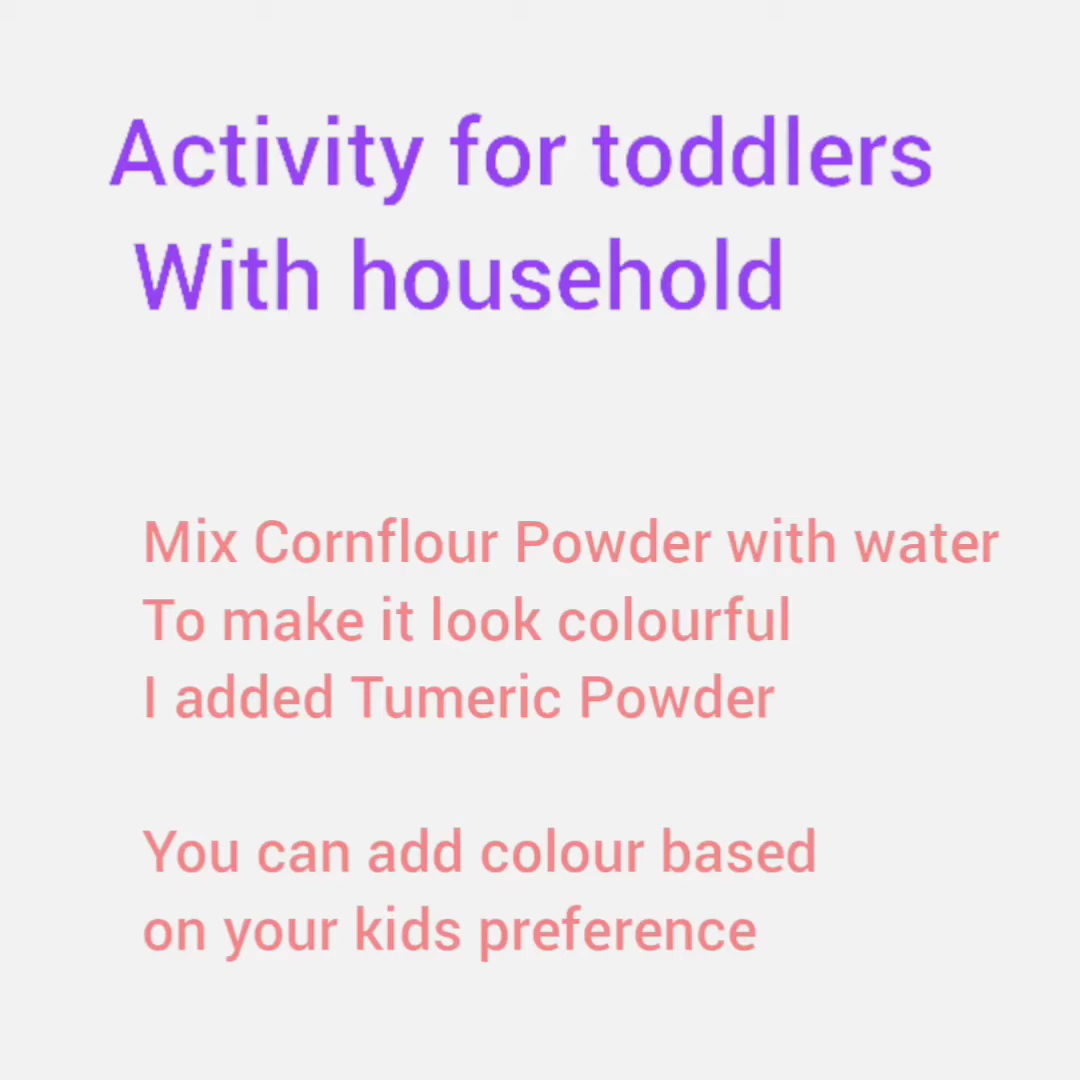 Activity for toddlers
With household
Mix Cornflour Powder with water
To make it look colourful
I added Tumeric Powder
You can add colour based
on your kids preference